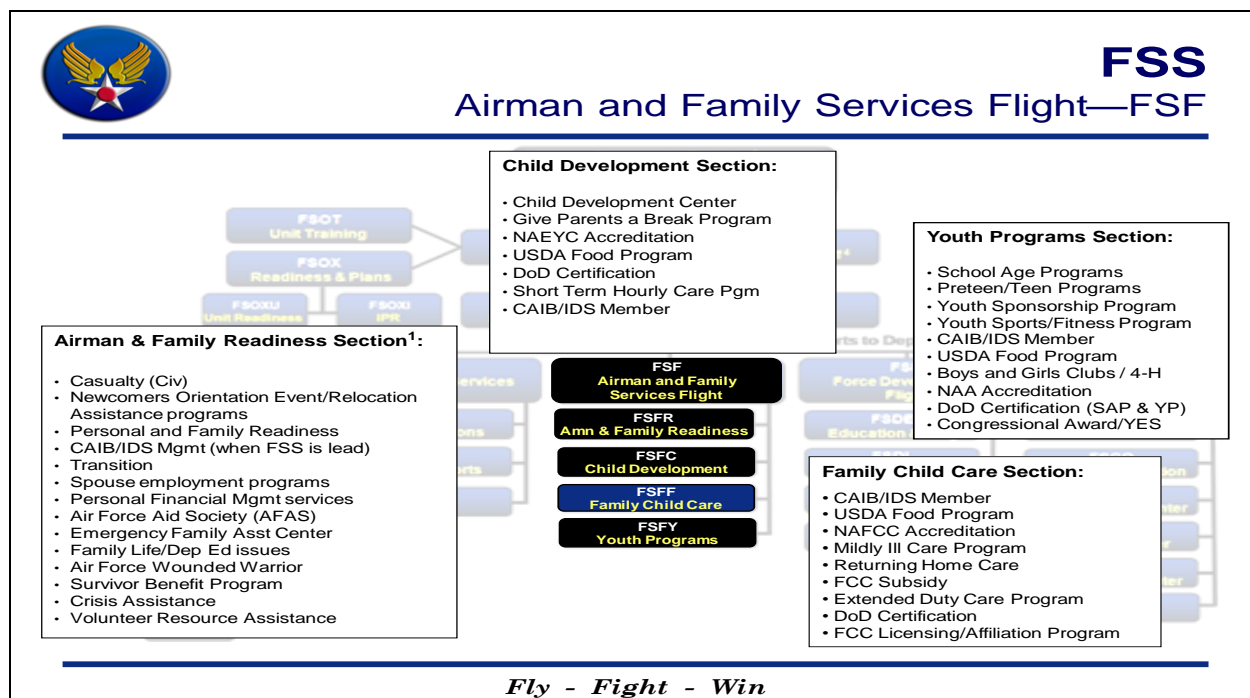 FSS
Airman and Family Services Flight—FSF
Child Development Section:
• Child Development Center
• Give Parents a Break Program
• NAEYC Accreditation
• USDA Food Program
• DoD Certification
• Short Term Hourly Care Pgm
• CAIB/IDS Member
FSOT
Unit Training
FSOX
Readiness & Plans
FSOXU
Unit Readiness
FSOXI
IPR
Youth Programs Section:
• School Age Programs
• Preteen/Teen Programs
• Youth Sponsorship Program
• Youth Sports/Fitness Program
• CAIB/IDS Member
• USDA Food Program
• Boys and Girls Clubs / 4-H
• NAA Accreditation
• DoD Certification (SAP & YP)
• Congressional Award/YES
Airman & Family Readiness Section¹:
• Casualty (Civ)
• Newcomers Orientation Event/Relocation
Assistance programs
• Personal and Family Readiness
• CAIB/IDS Mgmt (when FSS is lead)
• Transition
• Spouse employment programs
• Personal Financial Mgmt services
• Air Force Aid Society (AFAS)
• Emergency Family Asst Center
• Family Life/Dep Ed issues
• Air Force Wounded Warrior
• Survivor Benefit Program
• Crisis Assistance
• Volunteer Resource Assistance
FSF
Airman and Family
Services Flight
FSFR
Amn & Family Readiness
FSFC
Child Development
FSFF
Family Child Care
FSFY
Youth Programs
Family Child Care Section:
• CAIB/IDS Member
• USDA Food Program
• NAFCC Accreditation
• Mildly Ill Care Program
• Returning Home Care
• FCC Subsidy
• Extended Duty Care Program
• DoD Certification
• FCC Licensing/Affiliation Program
Fly - Fight - Win